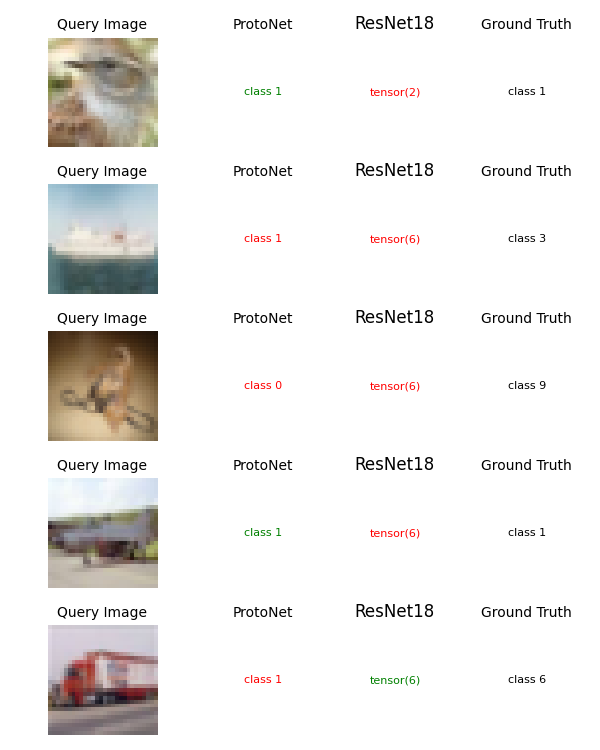 Query Image ProtoNet ResNet18 Ground Truth
class 1 tensor(2) class 1
Query Image ProtoNet ResNet18 Ground Truth
class 1 tensor(6) class 3
Query Image ProtoNet ResNet18 Ground Truth
class 0 tensor(6) class 9
Query Image ProtoNet ResNet18 Ground Truth
class 1 tensor(6) class 1
Query Image ProtoNet ResNet18 Ground Truth
class 1 tensor(6) class 6